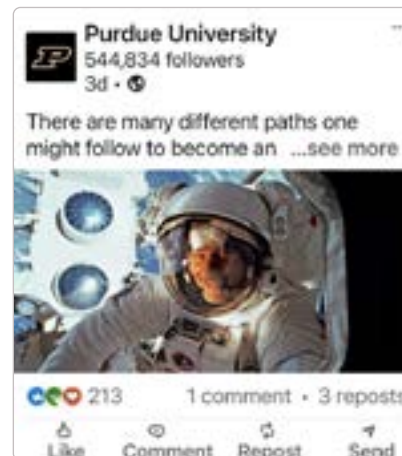 Purdue University
544,834 followers
3d •
There are many different paths one
might follow to become an ...see more
213 1 comment • 3 reposts
Like Comment Repost Send